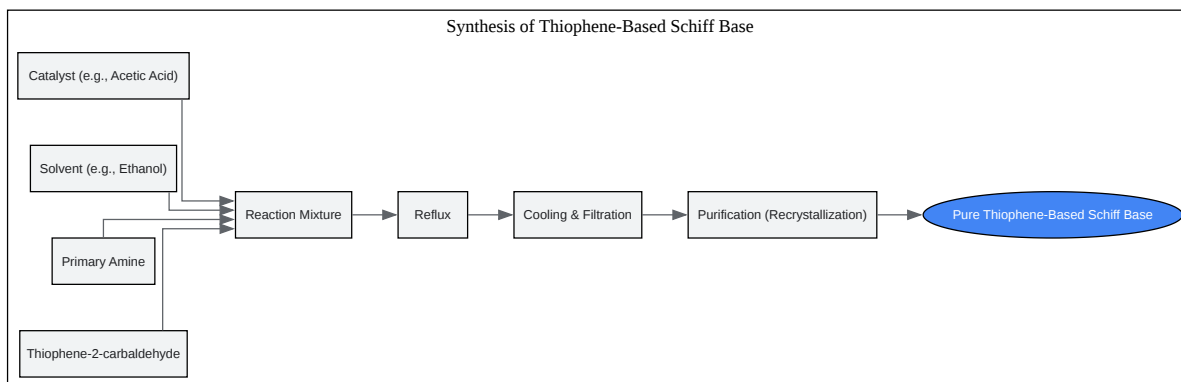 Synthesis of Thiophene-Based Schiff Base
Catalyst (e.g., Acetic Acid)
Solvent (e.g., Ethanol)
Primary Amine
Thiophene-2-carbaldehyde
Reaction Mixture
Reflux
Cooling & Filtration
Purification (Recrystallization)
Pure Thiophene-Based Schiff Base